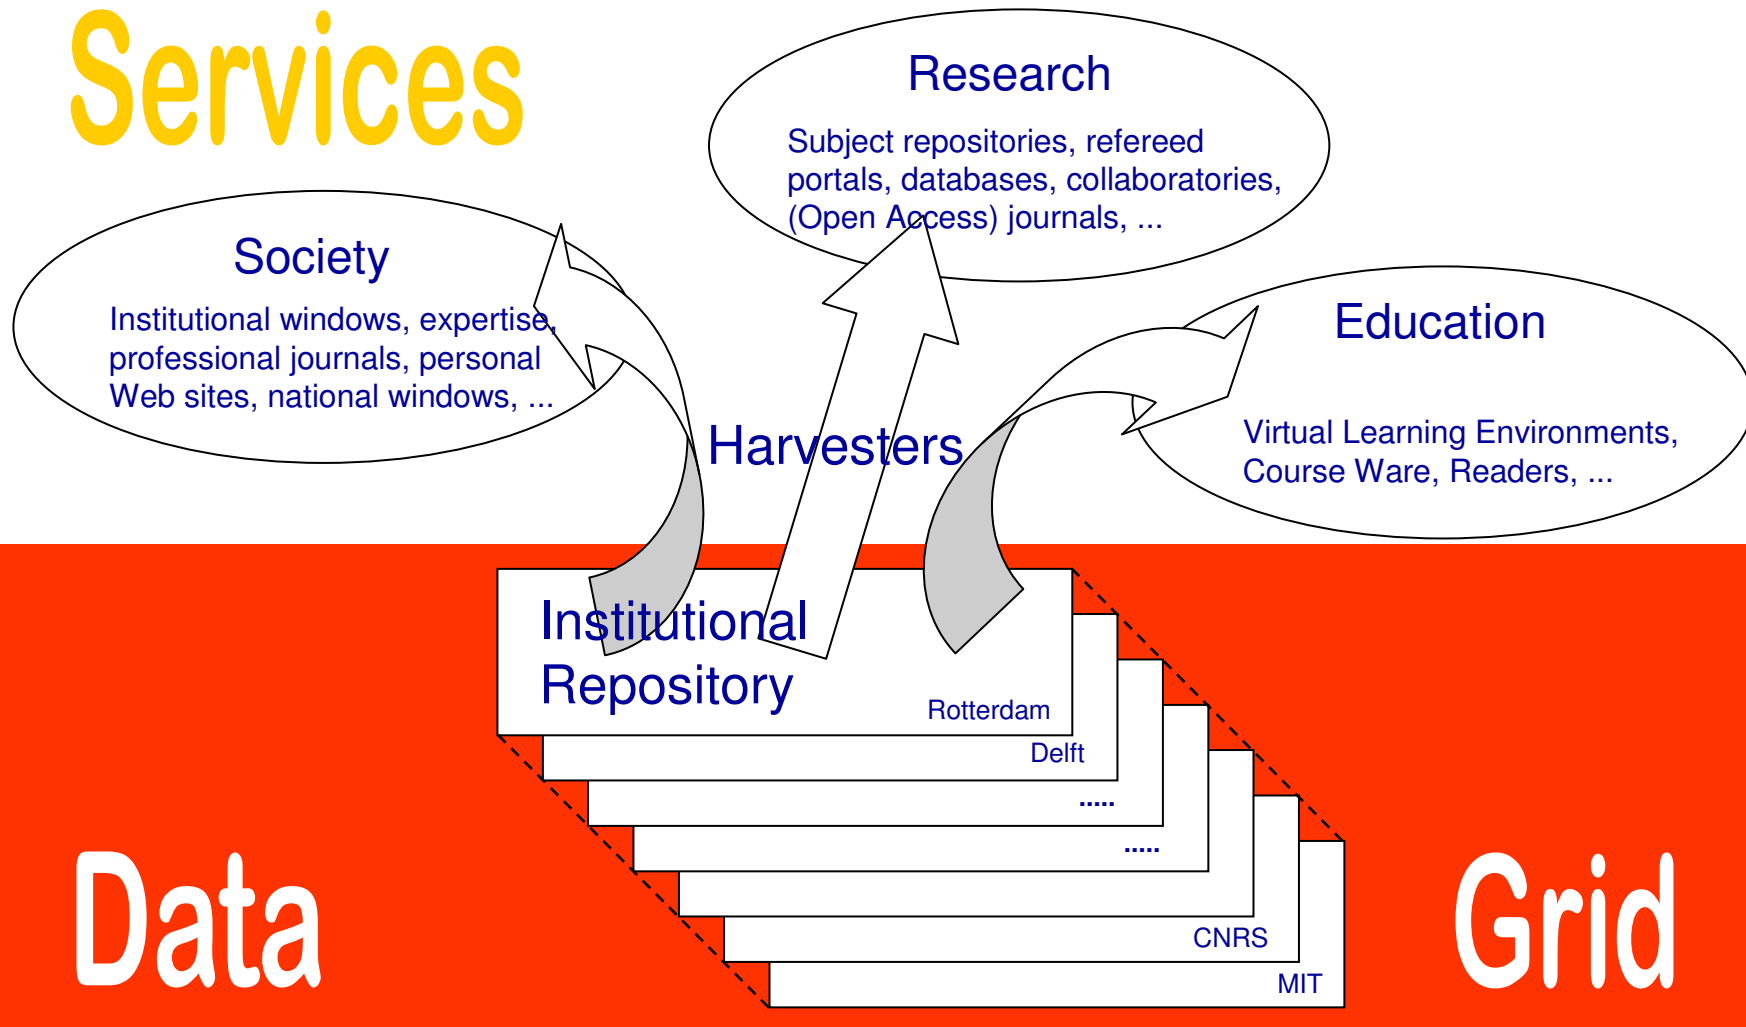 Services
Research
Subject repositories, refereed
portals, databases, collaboratories,
(Open Access) journals, ...
Society
Institutional windows, expertise,
professional journals, personal
Web sites, national windows, ...
Education
Virtual Learning Environments,
Course Ware, Readers, ...
Harvesters
Institutional
Repository
Rotterdam
Delft
.....
.....
CNRS
MIT
Data
Grid